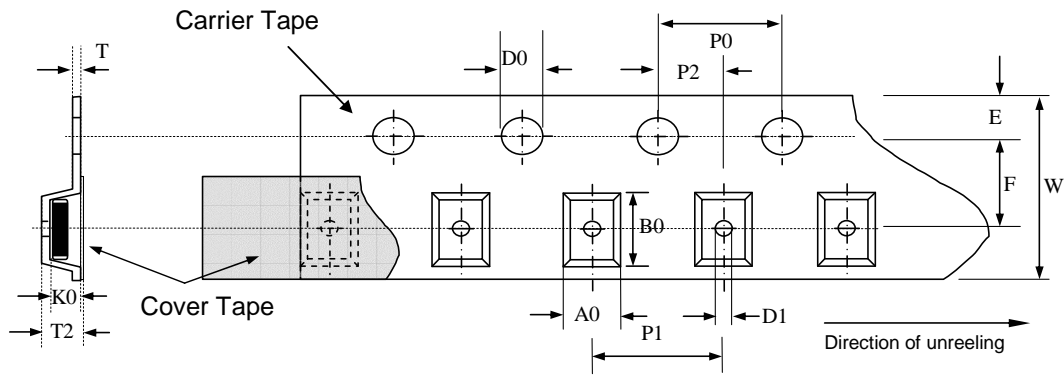 Carrier Tape
T
D0
P0
P2
E
F
W
B0
K0
Cover Tape
T2
A0
D1
P1
Direction of unreeling